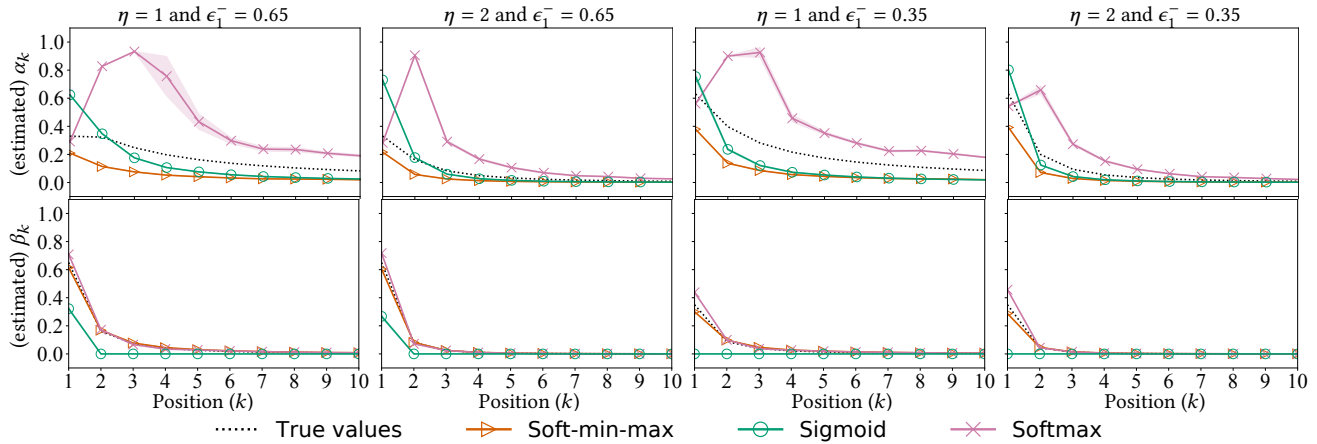 η = 1 and ϵ₁⁻ = 0.65 η = 2 and ϵ₁⁻ = 0.65 η = 1 and ϵ₁⁻ = 0.35 η = 2 and ϵ₁⁻ = 0.35
(estimated) αₖ
1.0
0.8
0.6
0.4
0.2
0.0
(estimated) βₖ
1.0
0.8
0.6
0.4
0.2
0.0
1 2 3 4 5 6 7 8 9 10 1 2 3 4 5 6 7 8 9 10 1 2 3 4 5 6 7 8 9 10 1 2 3 4 5 6 7 8 9 10
Position (k) Position (k) Position (k) Position (k)
True values Soft-min-max Sigmoid Softmax